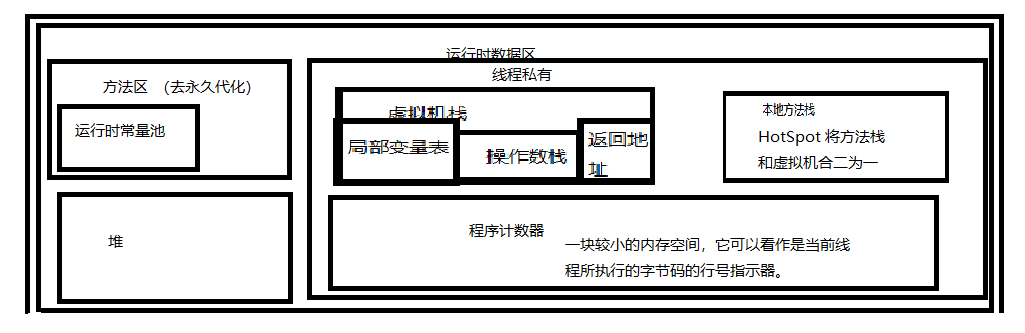 运行时数据区
方法区 （去永久代化）
运行时常量池
堆
线程私有
虚拟机栈
局部变量表
操作数栈
返回地
址
本地方法栈
HotSpot 将方法栈
和虚拟机合二为一
程序计数器
一块较小的内存空间，它可以看作是当前线
程所执行的字节码的行号指示器。